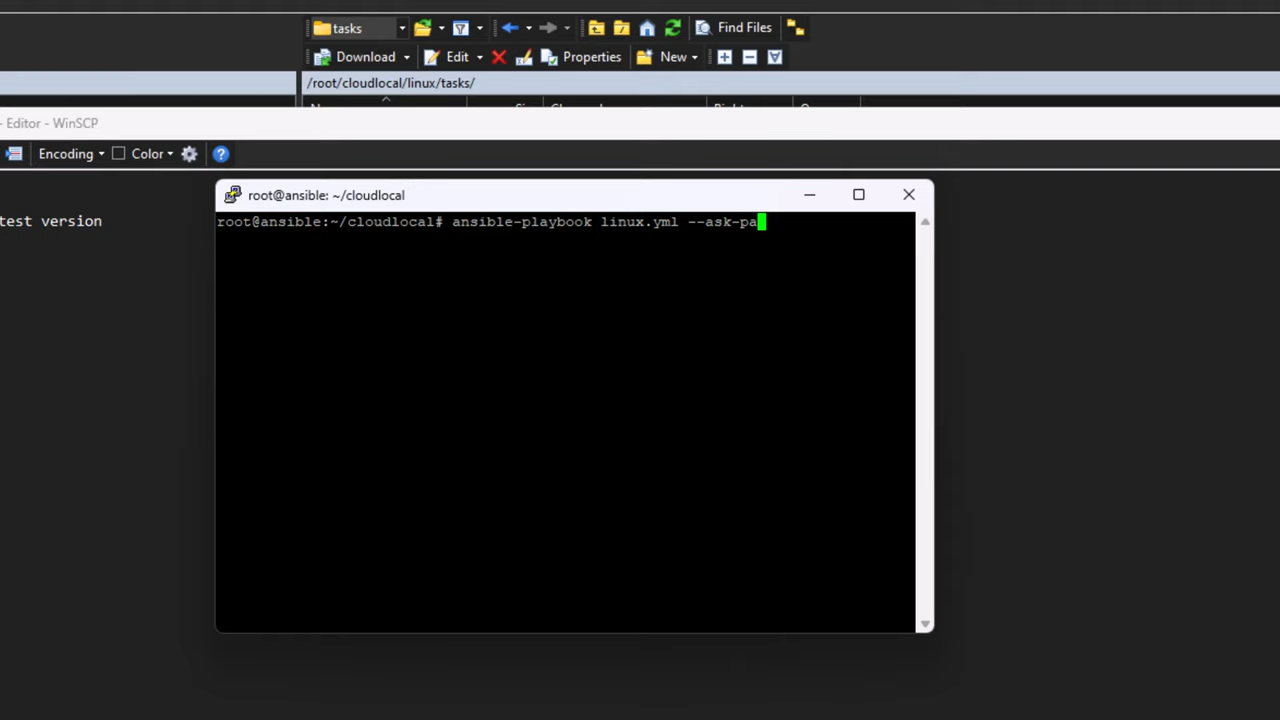 tasks
Find Files
Download Edit Properties New
/root/cloudlocal/linux/tasks/
- Editor - WinSCP
Encoding Color
test version
root@ansible: ~/cloudlocal
root@ansible:~/cloudlocal# ansible-playbook linux.yml --ask-pa